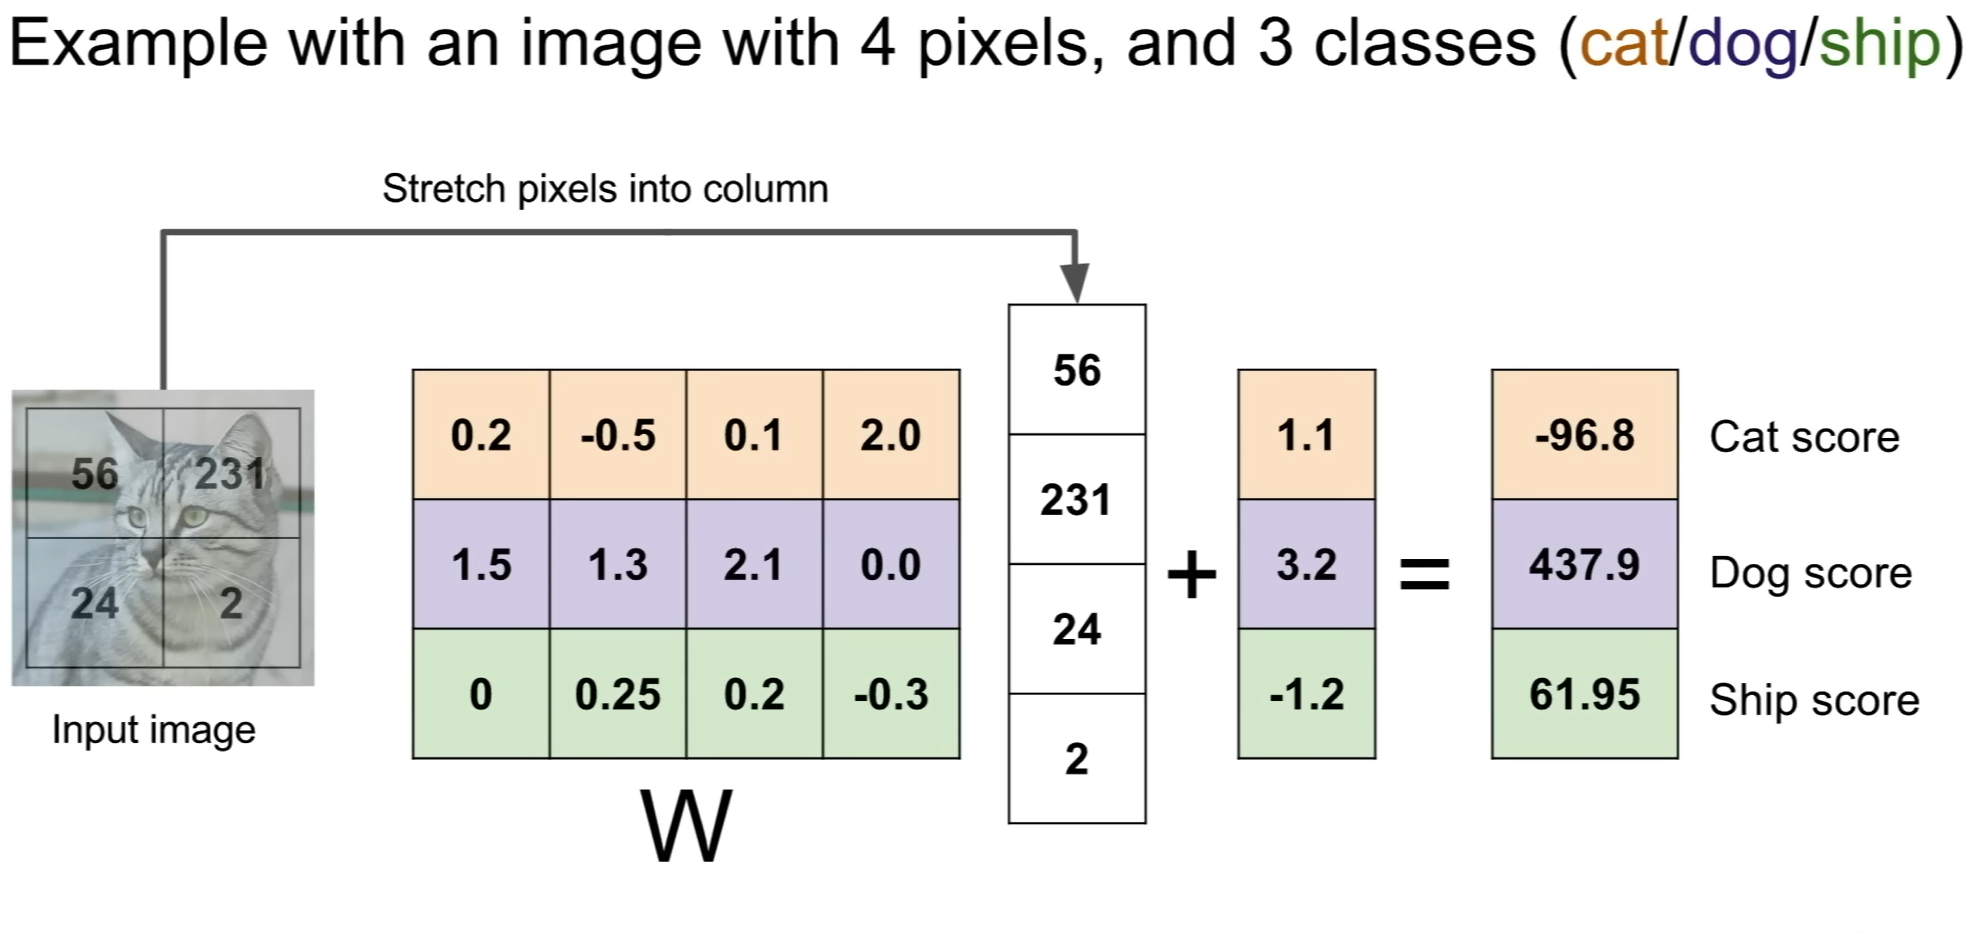 Example with an image with 4 pixels, and 3 classes (cat/dog/ship)
Stretch pixels into column
56 231
24 2
Input image
0.2 -0.5 0.1 2.0
1.5 1.3 2.1 0.0
0 0.25 0.2 -0.3
W
56
231
24
2
+
1.1
3.2
-1.2
=
-96.8 Cat score
437.9 Dog score
61.95 Ship score